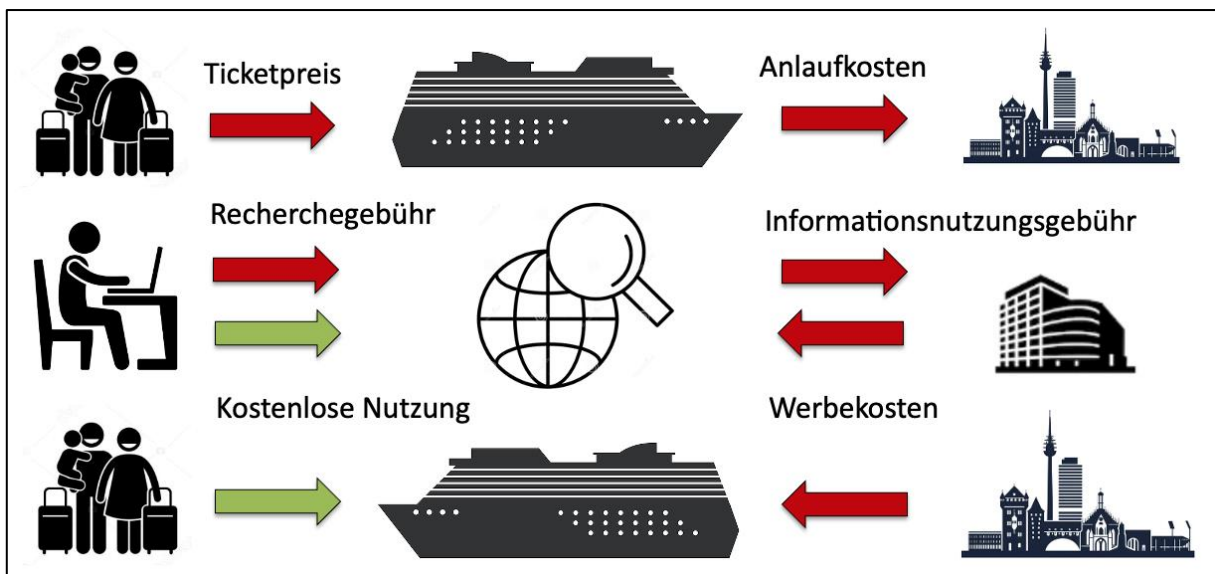 Ticketpreis
Anlaufkosten
Recherchegebühr
Informationsnutzungsgebühr
Kostenlose Nutzung
Werbekosten